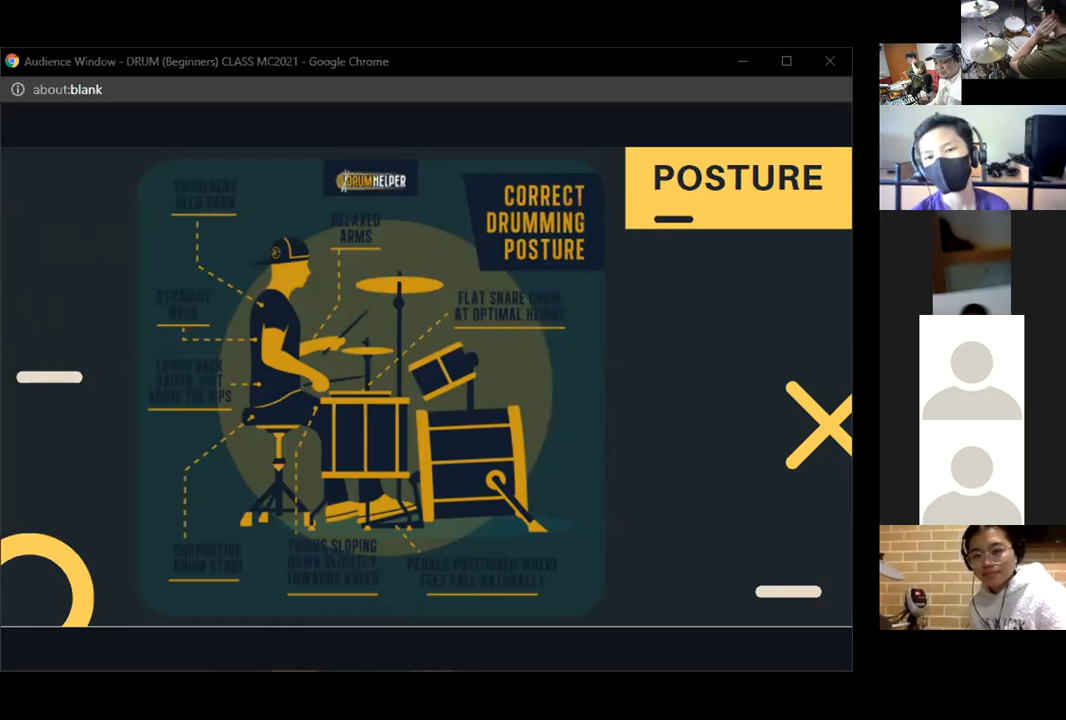 Audience Window - DRUM (Beginners) CLASS MC2021 - Google Chrome
about:blank
POSTURE
DRUMHELPER
CORRECT
DRUMMING
POSTURE
SHOULDERS
HELD BACK
RELAXED
ARMS
STRAIGHT
BACK
FLAT SNARE DRUM
AT OPTIMAL HEIGHT
LOWER BACK
RAISED JUST
ABOVE THE HIPS
SUPPORTIVE
DRUM STOOL
THIGHS SLOPING
DOWN SLIGHTLY
TOWARDS KNEES
PEDALS POSITIONED WHERE
FEET FALL NATURALLY